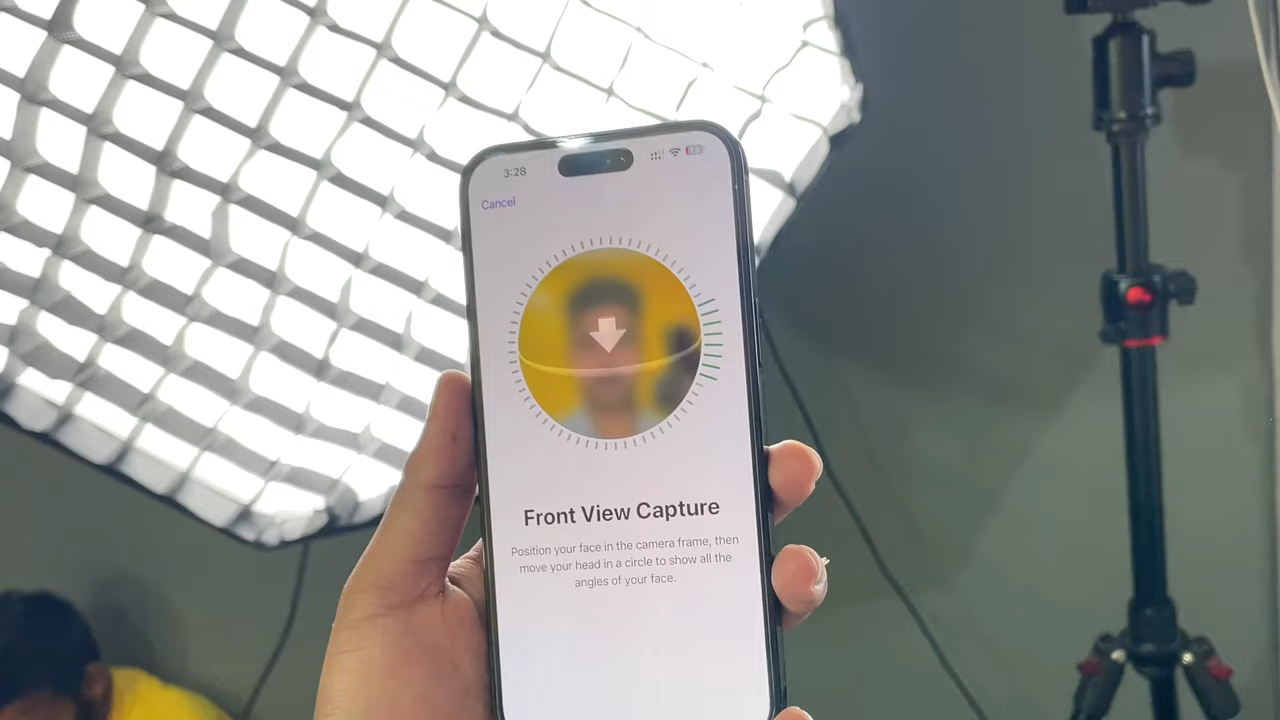 3:28
Cancel
Front View Capture
Position your face in the camera frame, then
move your head in a circle to show all the
angles of your face.